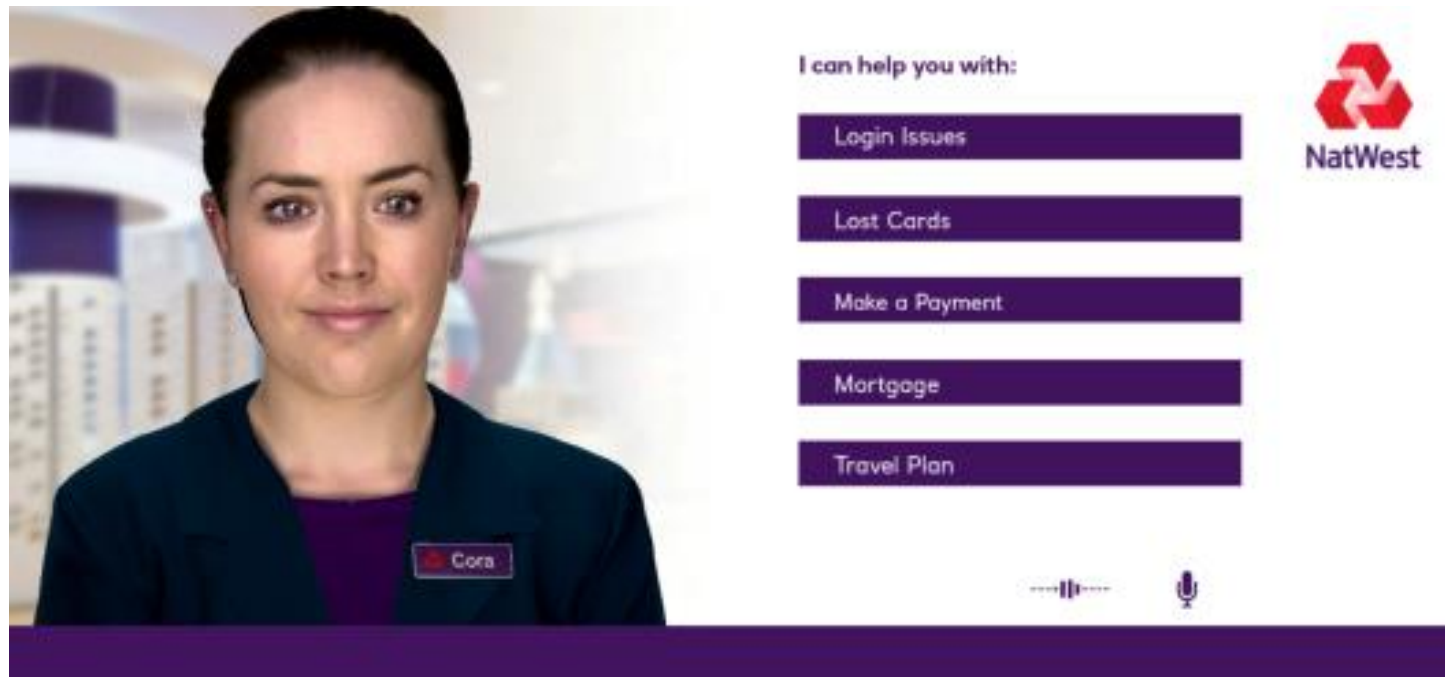 I can help you with:
Login Issues
Lost Cards
Make a Payment
Mortgage
Travel Plan
NatWest
Cora